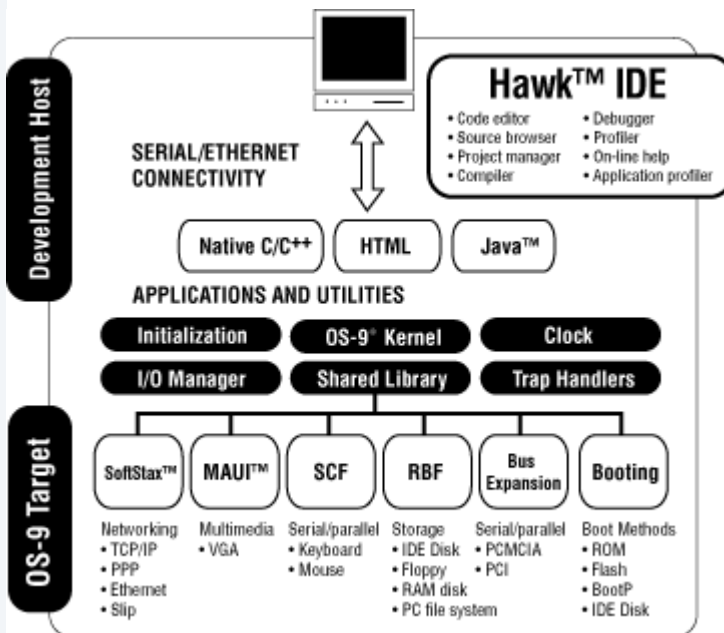 Development Host
Hawk™ IDE
• Code editor
• Source browser
• Project manager
• Compiler
• Debugger
• Profiler
• On-line help
• Application profiler
SERIAL/ETHERNET
CONNECTIVITY
Native C/C++
HTML
Java™
APPLICATIONS AND UTILITIES
Initialization
OS-9® Kernel
Clock
I/O Manager
Shared Library
Trap Handlers
OS-9 Target
SoftStax™
MAUI™
SCF
RBF
Bus
Expansion
Booting
Networking
• TCP/IP
• PPP
• Ethernet
• Slip
Multimedia
• VGA
Serial/parallel
• Keyboard
• Mouse
Storage
• IDE Disk
• Floppy
• RAM disk
• PC file system
Serial/parallel
• PCMCIA
• PCI
Boot Methods
• ROM
• Flash
• BootP
• IDE Disk